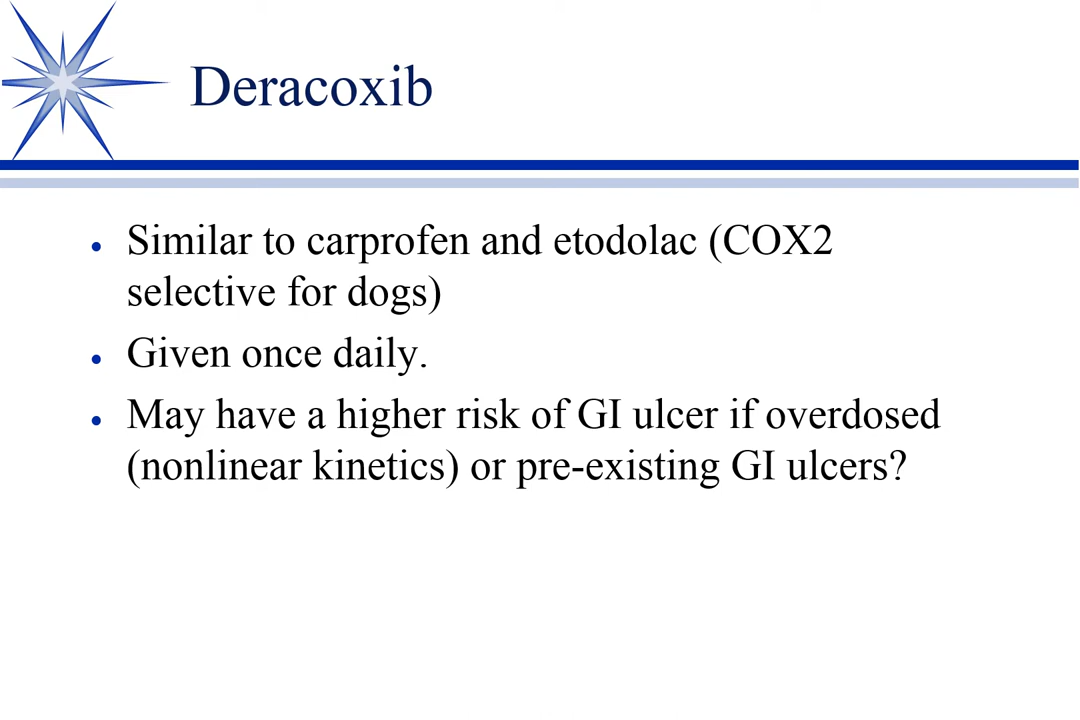 Deracoxib
• Similar to carprofen and etodolac (COX2
selective for dogs)
• Given once daily.
• May have a higher risk of GI ulcer if overdosed
(nonlinear kinetics) or pre-existing GI ulcers?